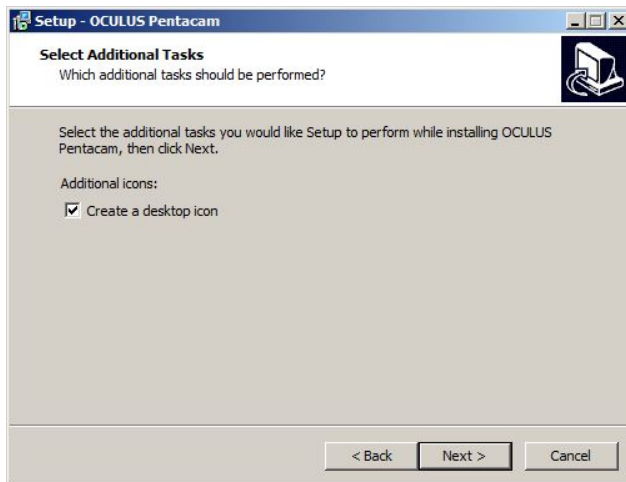 Setup - OCULUS Pentacam
Select Additional Tasks
Which additional tasks should be performed?
Select the additional tasks you would like Setup to perform while installing OCULUS
Pentacam, then click Next.
Additional icons:
Create a desktop icon
< Back
Next >
Cancel